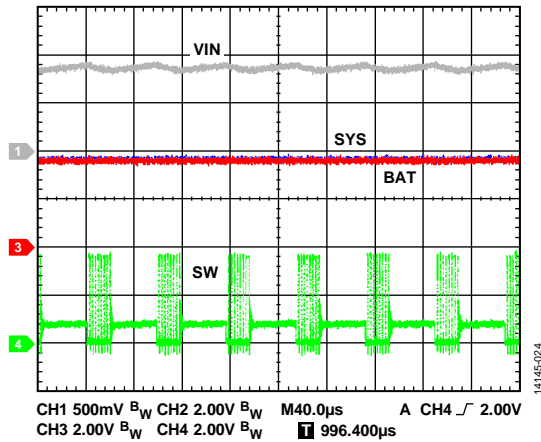 VIN
1
SYS
BAT
3
SW
4
14145-024
CH1 500mV BW CH2 2.00V BW M40.0µs A CH4 2.00V
CH3 2.00V BW CH4 2.00V BW T 996.400µs